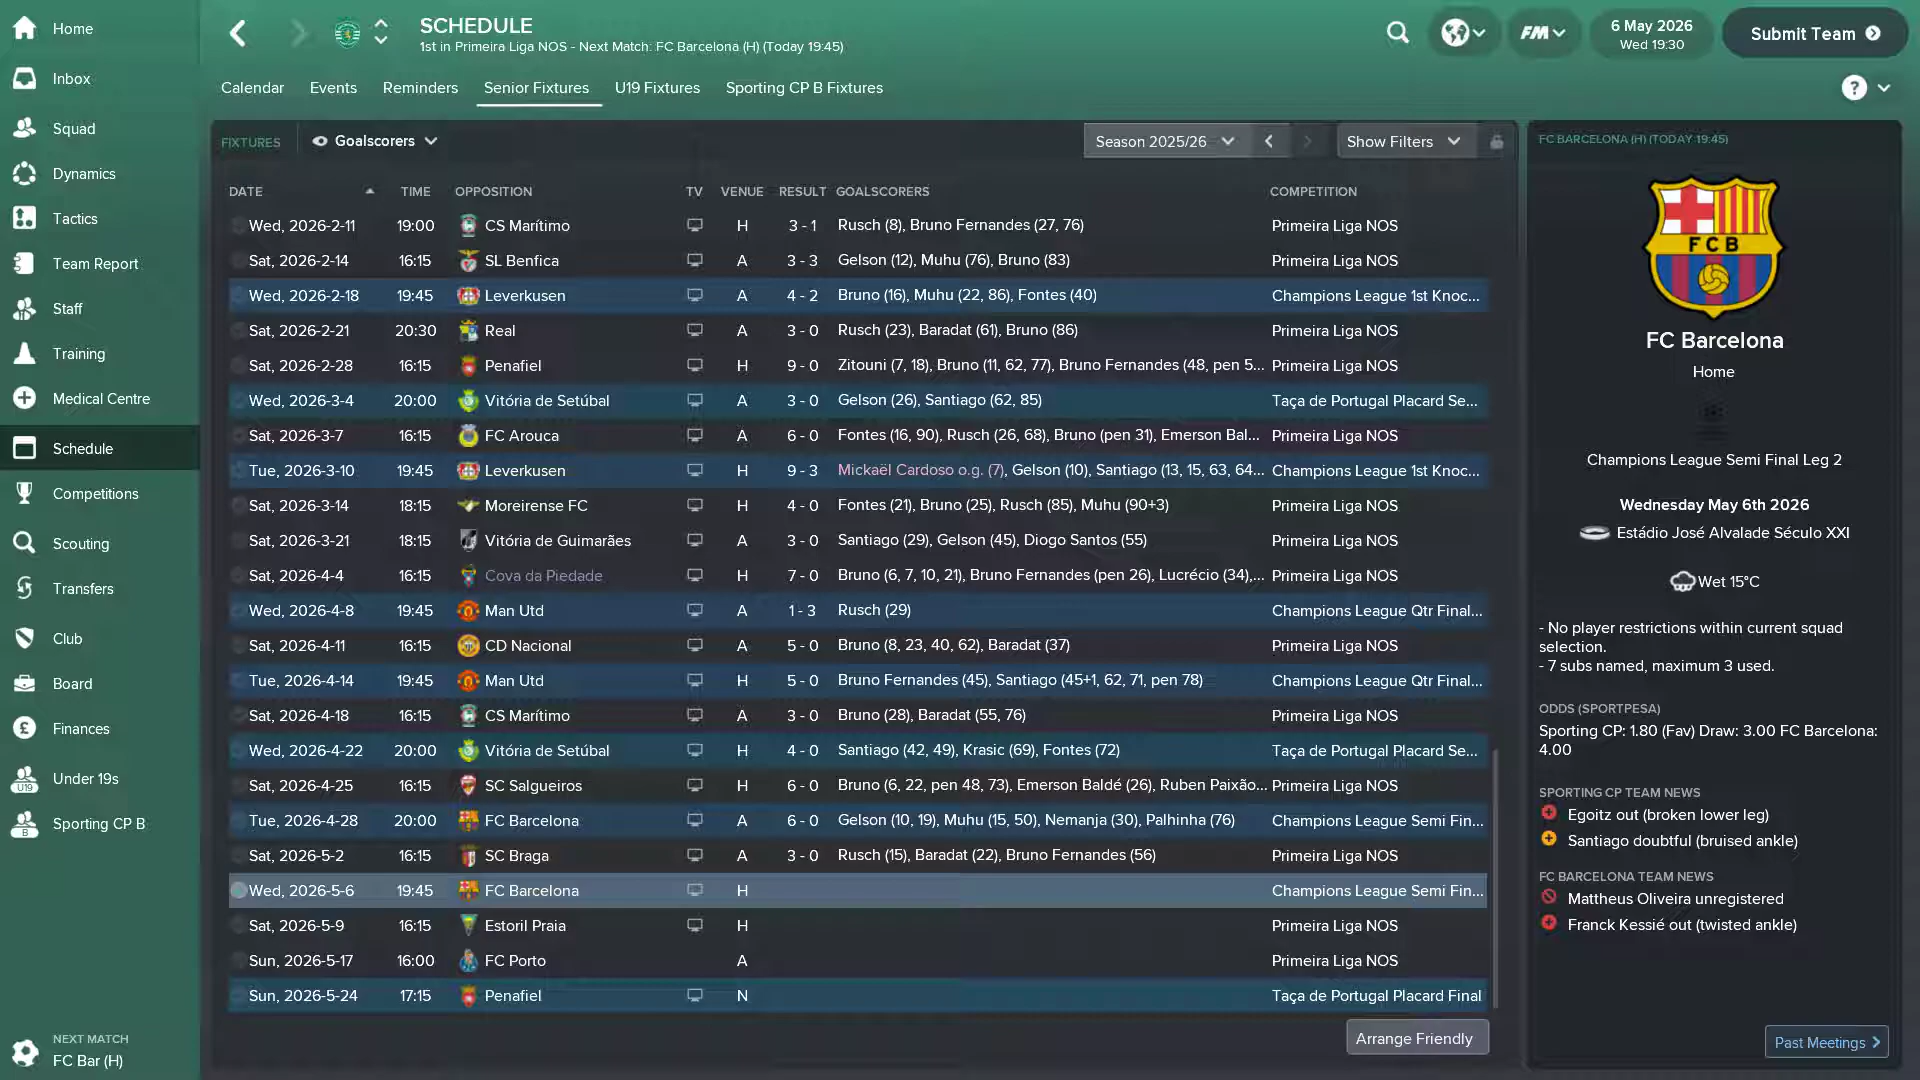 Home
Inbox
Squad
Dynamics
Tactics
Team Report
Staff
Training
Medical Centre
Schedule
Competitions
Scouting
Transfers
Club
Board
Finances
Under 19s
Sporting CP B
NEXT MATCH
FC Bar (H)
SCHEDULE
1st in Primeira Liga NOS - Next Match: FC Barcelona (H) (Today 19:45)
FM
6 May 2026
Wed 19:30
Submit Team
Calendar Events Reminders Senior Fixtures U19 Fixtures Sporting CP B Fixtures
FIXTURES Goalscorers Season 2025/26 Show Filters
DATE TIME OPPOSITION TV VENUE RESULT GOALSCORERS COMPETITION
Wed, 2026-2-11 19:00 CS Marítimo H 3 - 1 Rusch (8), Bruno Fernandes (27, 76) Primeira Liga NOS
Sat, 2026-2-14 16:15 SL Benfica A 3 - 3 Gelson (12), Muhu (76), Bruno (83) Primeira Liga NOS
Wed, 2026-2-18 19:45 Leverkusen A 4 - 2 Bruno (16), Muhu (22, 86), Fontes (40) Champions League 1st Knoc...
Sat, 2026-2-21 20:30 Real A 3 - 0 Rusch (23), Baradat (61), Bruno (86) Primeira Liga NOS
Sat, 2026-2-28 16:15 Penafiel H 9 - 0 Zitouni (7, 18), Bruno (11, 62, 77), Bruno Fernandes (48, pen 5... Primeira Liga NOS
Wed, 2026-3-4 20:00 Vitória de Setúbal A 3 - 0 Gelson (26), Santiago (62, 85) Taça de Portugal Placard Se...
Sat, 2026-3-7 16:15 FC Arouca A 6 - 0 Fontes (16, 90), Rusch (26, 68), Bruno (pen 31), Emerson Bal... Primeira Liga NOS
Tue, 2026-3-10 19:45 Leverkusen H 9 - 3 Mickaël Cardoso o.g. (7), Gelson (10), Santiago (13, 15, 63, 64... Champions League 1st Knoc...
Sat, 2026-3-14 18:15 Moreirense FC H 4 - 0 Fontes (21), Bruno (25), Rusch (85), Muhu (90+3) Primeira Liga NOS
Sat, 2026-3-21 18:15 Vitória de Guimarães A 3 - 0 Santiago (29), Gelson (45), Diogo Santos (55) Primeira Liga NOS
Sat, 2026-4-4 16:15 Cova da Piedade H 7 - 0 Bruno (6, 7, 10, 21), Bruno Fernandes (pen 26), Lucrécio (34),... Primeira Liga NOS
Wed, 2026-4-8 19:45 Man Utd A 1 - 3 Rusch (29) Champions League Qtr Final...
Sat, 2026-4-11 16:15 CD Nacional A 5 - 0 Bruno (8, 23, 40, 62), Baradat (37) Primeira Liga NOS
Tue, 2026-4-14 19:45 Man Utd H 5 - 0 Bruno Fernandes (45), Santiago (45+1, 62, 71, pen 78) Champions League Qtr Final...
Sat, 2026-4-18 16:15 CS Marítimo A 3 - 0 Bruno (28), Baradat (55, 76) Primeira Liga NOS
Wed, 2026-4-22 20:00 Vitória de Setúbal H 4 - 0 Santiago (42, 49), Krasic (69), Fontes (72) Taça de Portugal Placard Se...
Sat, 2026-4-25 16:15 SC Salgueiros H 6 - 0 Bruno (6, 22, pen 48, 73), Emerson Baldé (26), Ruben Paixão... Primeira Liga NOS
Tue, 2026-4-28 20:00 FC Barcelona A 6 - 0 Gelson (10, 19), Muhu (15, 50), Nemanja (30), Palhinha (76) Champions League Semi Fin...
Sat, 2026-5-2 16:15 SC Braga A 3 - 0 Rusch (15), Baradat (22), Bruno Fernandes (56) Primeira Liga NOS
Wed, 2026-5-6 19:45 FC Barcelona H Champions League Semi Fin...
Sat, 2026-5-9 16:15 Estoril Praia H Primeira Liga NOS
Sun, 2026-5-17 16:00 FC Porto A Primeira Liga NOS
Sun, 2026-5-24 17:15 Penafiel N Taça de Portugal Placard Final
Arrange Friendly
FC BARCELONA (H) (TODAY 19:45)
FCB
FC Barcelona
Home
Champions League Semi Final Leg 2
Wednesday May 6th 2026
Estádio José Alvalade Século XXI
Wet 15°C
- No player restrictions within current squad
selection.
- 7 subs named, maximum 3 used.
ODDS (SPORTPESA)
Sporting CP: 1.80 (Fav) Draw: 3.00 FC Barcelona:
4.00
SPORTING CP TEAM NEWS
Egoitz out (broken lower leg)
Santiago doubtful (bruised ankle)
FC BARCELONA TEAM NEWS
Mattheus Oliveira unregistered
Franck Kessié out (twisted ankle)
Past Meetings